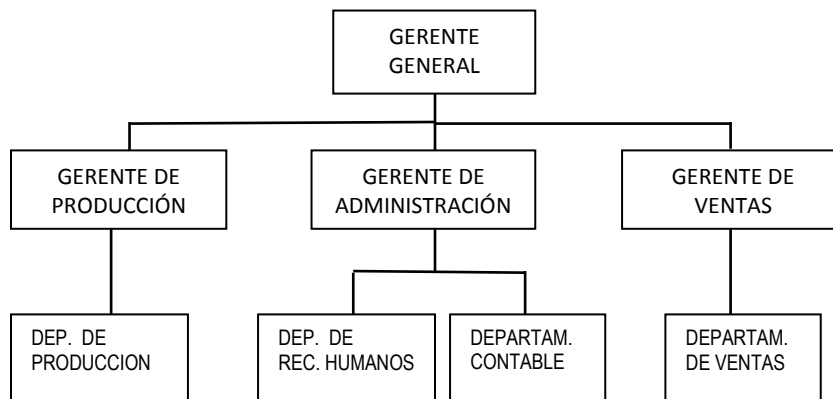 GERENTE
GENERAL
GERENTE DE
PRODUCCIÓN
GERENTE DE
ADMINISTRACIÓN
GERENTE DE
VENTAS
DEP. DE
PRODUCCION
DEP. DE
REC. HUMANOS
DEPARTAM.
CONTABLE
DEPARTAM.
DE VENTAS